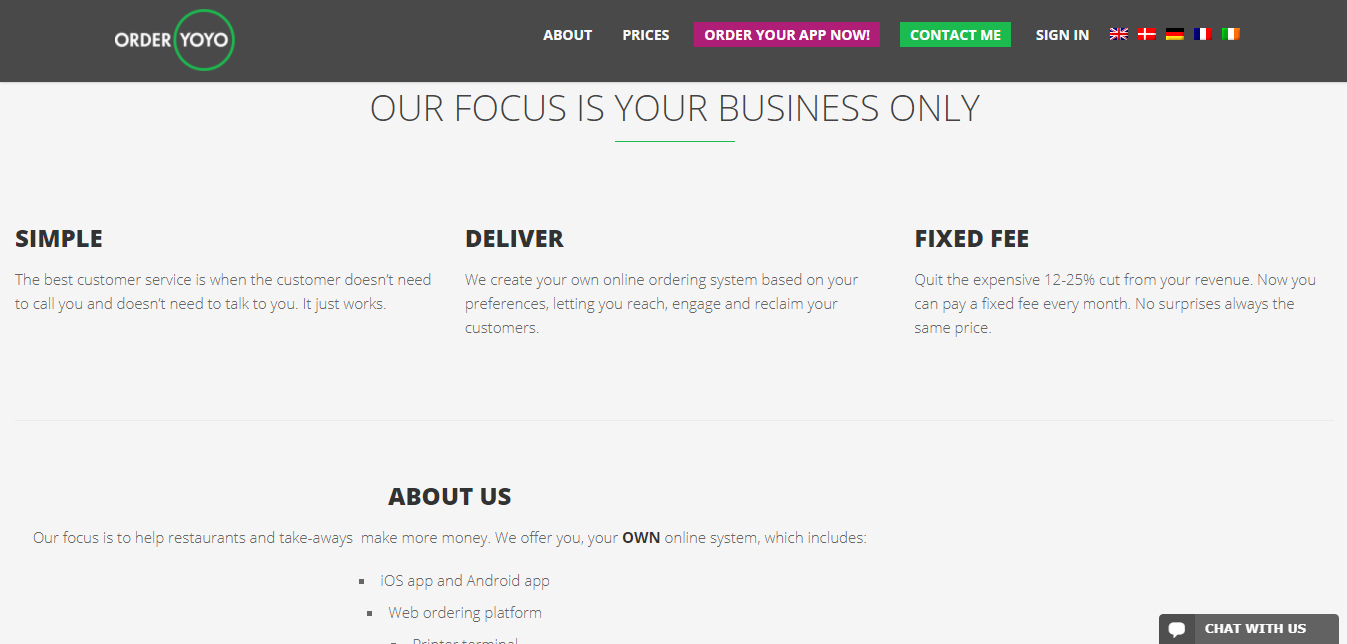 ORDER YOYO
ABOUT
PRICES
ORDER YOUR APP NOW!
CONTACT ME
SIGN IN
OUR FOCUS IS YOUR BUSINESS ONLY
SIMPLE
The best customer service is when the customer doesn't need
to call you and doesn't need to talk to you. It just works.
DELIVER
We create your own online ordering system based on your
preferences, letting you reach, engage and reclaim your
customers.
FIXED FEE
Quit the expensive 12-25% cut from your revenue. Now you
can pay a fixed fee every month. No surprises always the
same price.
ABOUT US
Our focus is to help restaurants and take-aways make more money. We offer you, your OWN online system, which includes:
iOS app and Android app
Web ordering platform
Printer terminal
CHAT WITH US